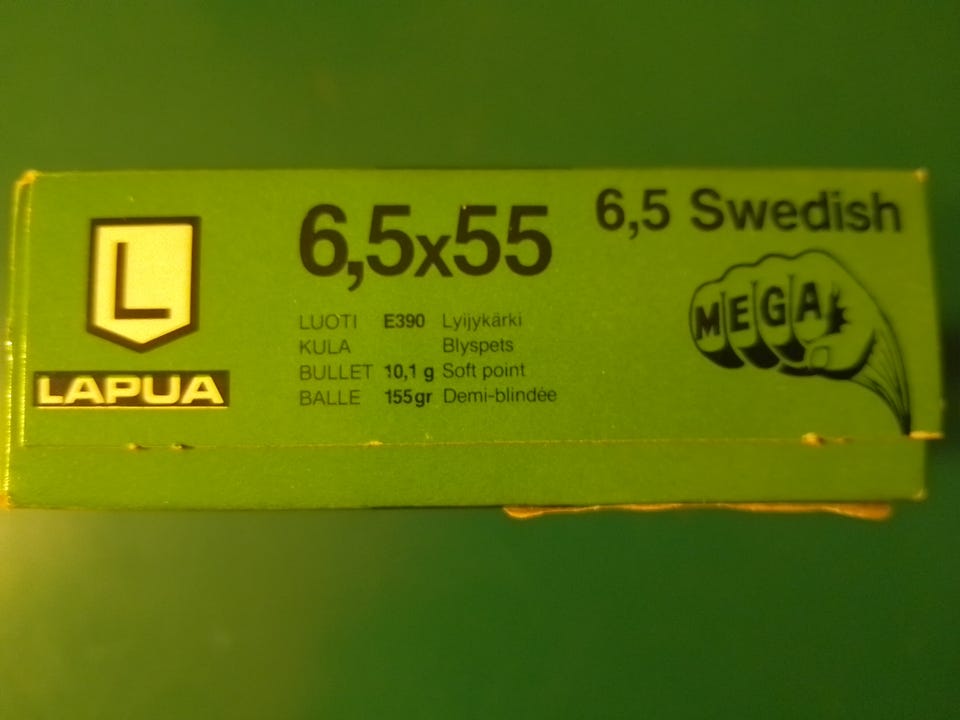 L
LAPUA
6,5x55
LUOTI E390 Lyijykärki
KULA Blyspets
BULLET 10,1 g Soft point
BALLE 155gr Demi-blindée
6,5 Swedish
MEGA